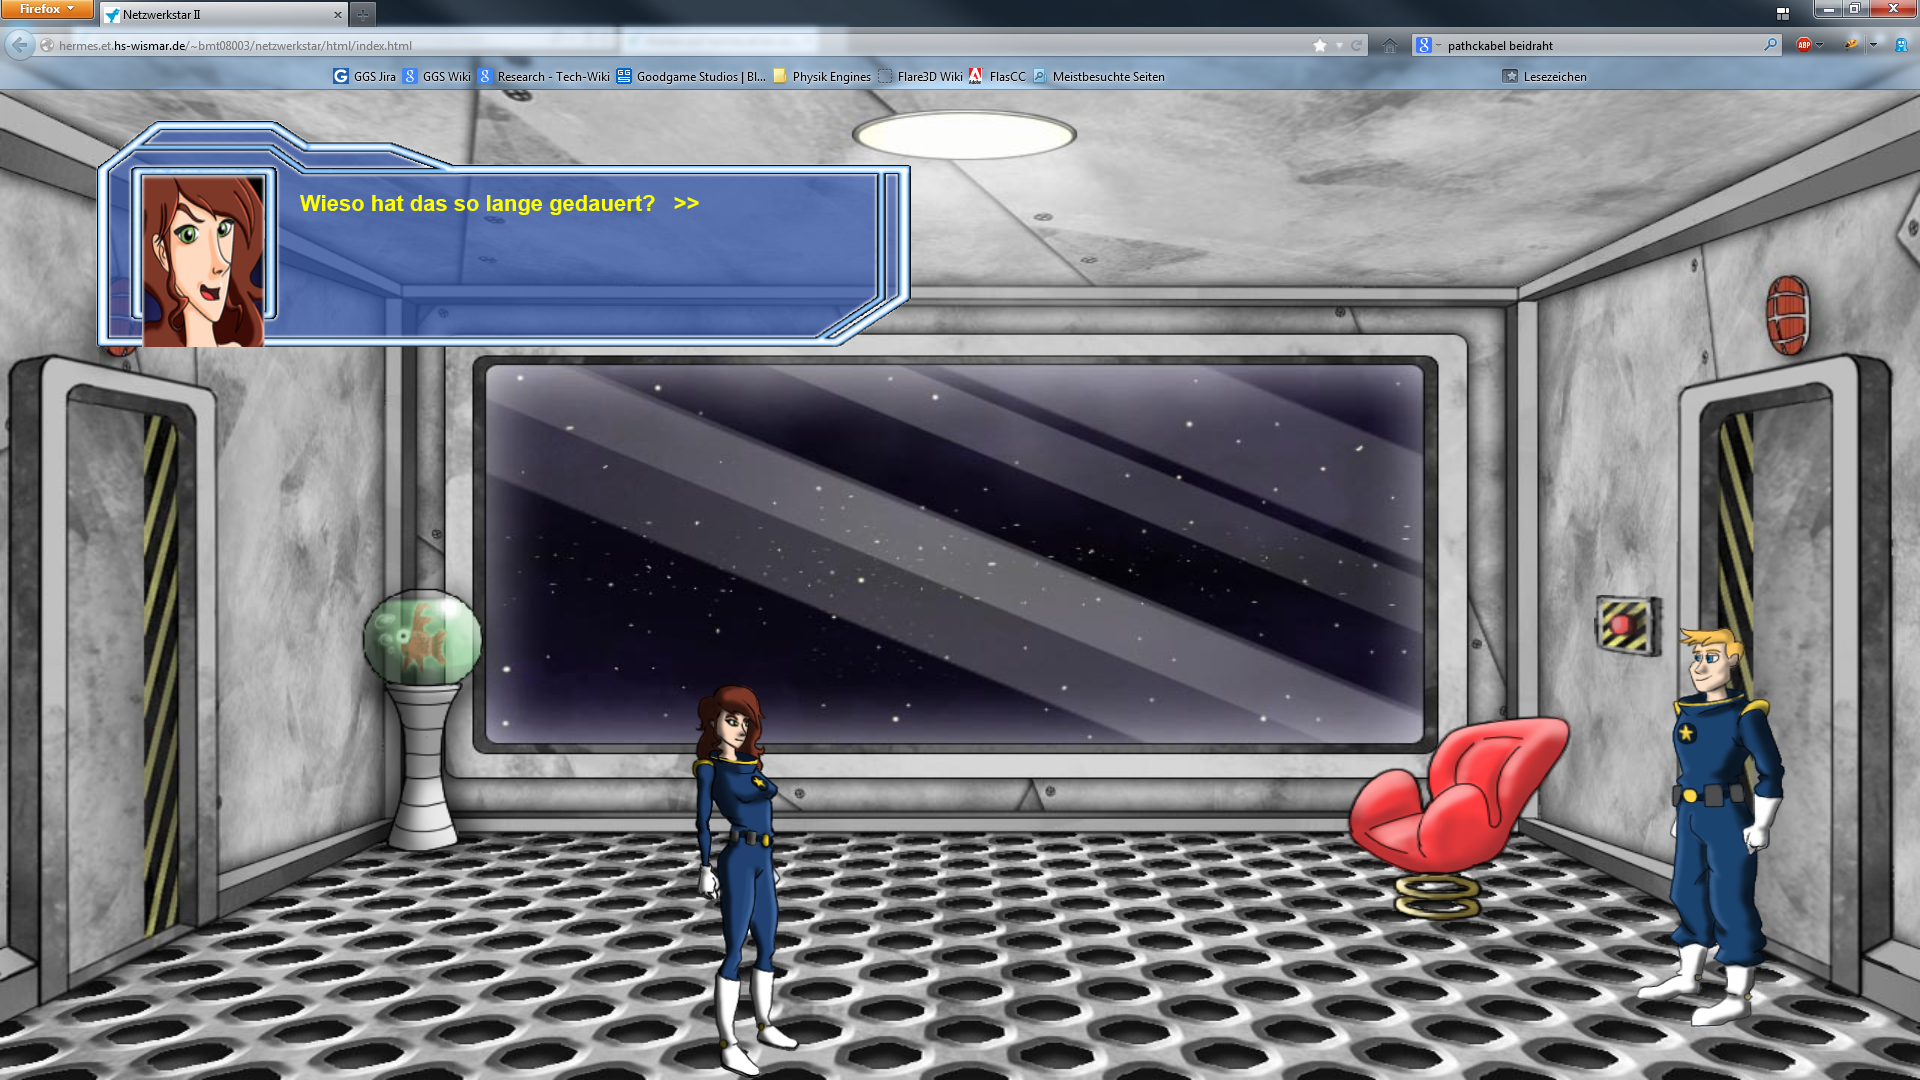 Firefox
Netzwerkstar II
hermes.et.hs-wismar.de/~bmt08003/netzwerkstar/html/index.html
pathckabel beidraht
ABP
GGS Jira
GGS Wiki
Research - Tech-Wiki
Goodgame Studios | Bl...
Physik Engines
Flare3D Wiki
FlasCC
Meistbesuchte Seiten
Lesezeichen
Wieso hat das so lange gedauert? >>